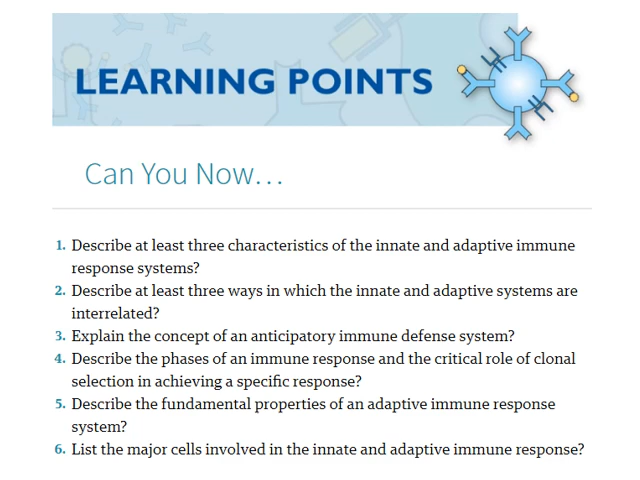 LEARNING POINTS
Can You Now...
1. Describe at least three characteristics of the innate and adaptive immune
response systems?
2. Describe at least three ways in which the innate and adaptive systems are
interrelated?
3. Explain the concept of an anticipatory immune defense system?
4. Describe the phases of an immune response and the critical role of clonal
selection in achieving a specific response?
5. Describe the fundamental properties of an adaptive immune response
system?
6. List the major cells involved in the innate and adaptive immune response?